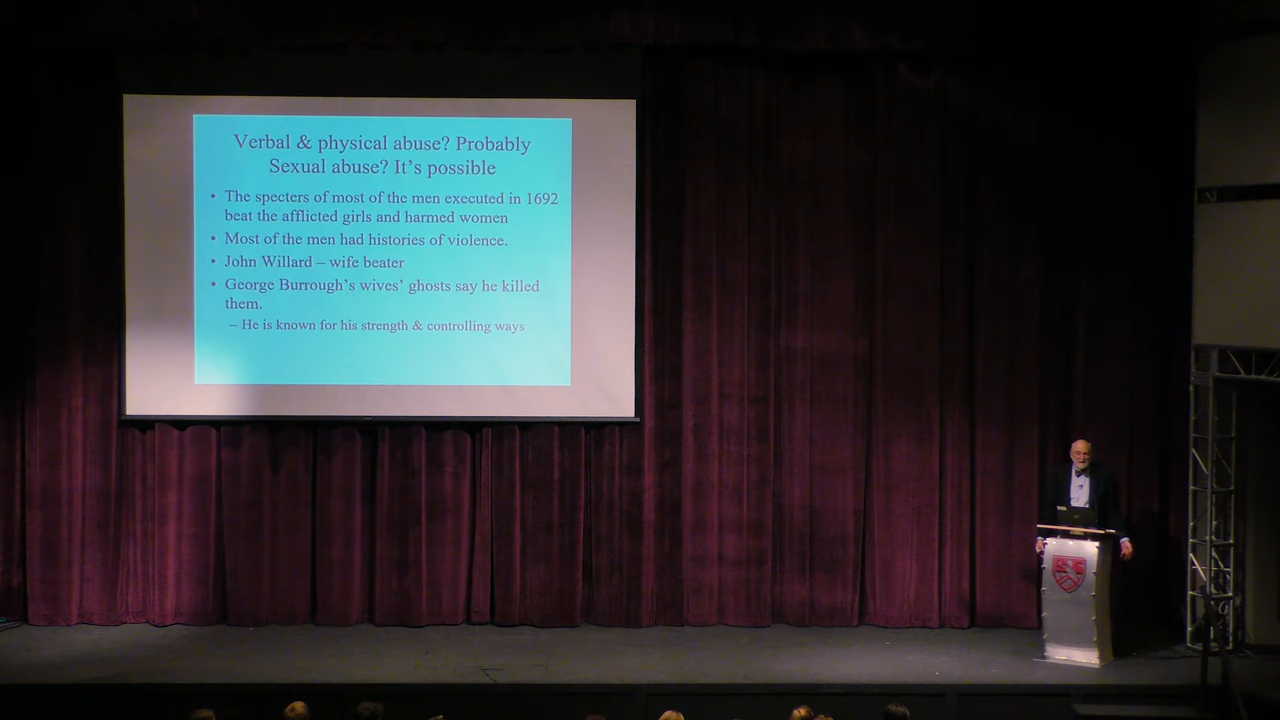 Verbal & physical abuse? Probably
Sexual abuse? It's possible
• The specters of most of the men executed in 1692
beat the afflicted girls and harmed women
• Most of the men had histories of violence.
• John Willard – wife beater
• George Burrough's wives' ghosts say he killed
them.
– He is known for his strength & controlling ways